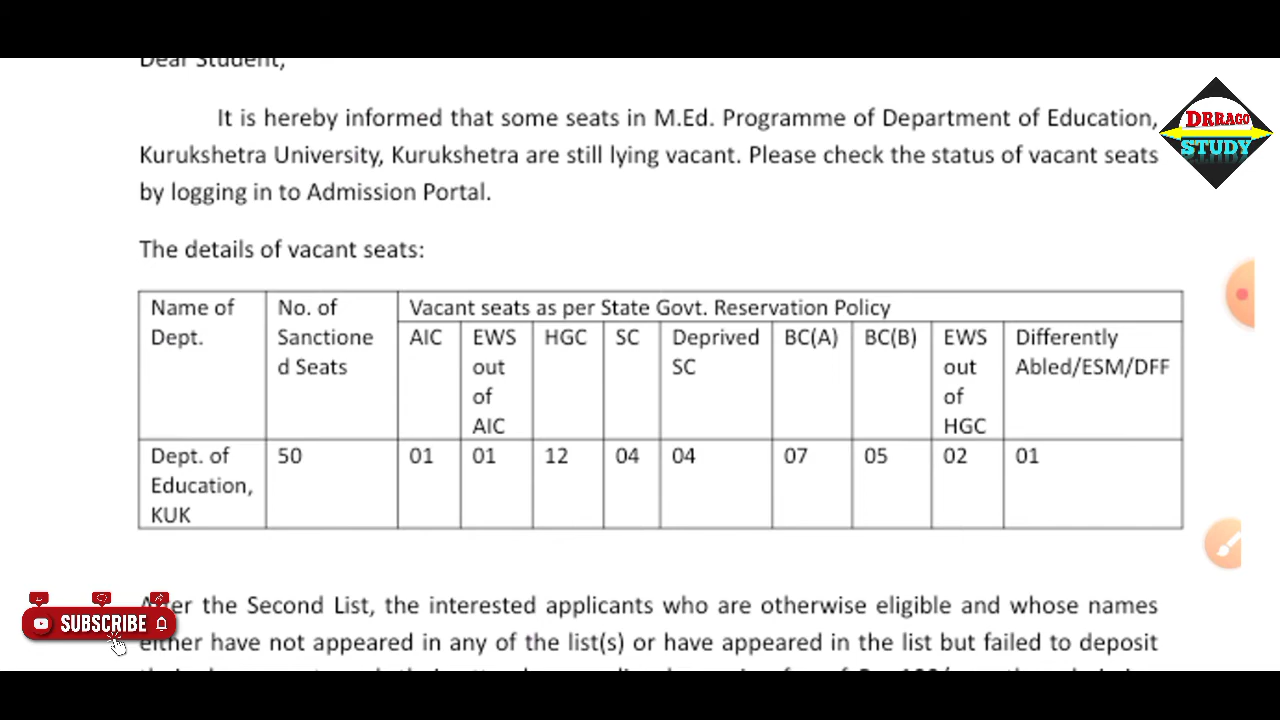 Dear Student,
It is hereby informed that some seats in M.Ed. Programme of Department of Education,
Kurukshetra University, Kurukshetra are still lying vacant. Please check the status of vacant seats
by logging in to Admission Portal.
DRRAGO
STUDY
The details of vacant seats:
Name of Dept. No. of Sanctione d Seats Vacant seats as per State Govt. Reservation Policy
AIC EWS out of AIC HGC SC Deprived SC BC(A) BC(B) EWS out of HGC Differently Abled/ESM/DFF
Dept. of Education, KUK 50 01 01 12 04 04 07 05 02 01
After the Second List, the interested applicants who are otherwise eligible and whose names
either have not appeared in any of the list(s) or have appeared in the list but failed to deposit
SUBSCRIBE